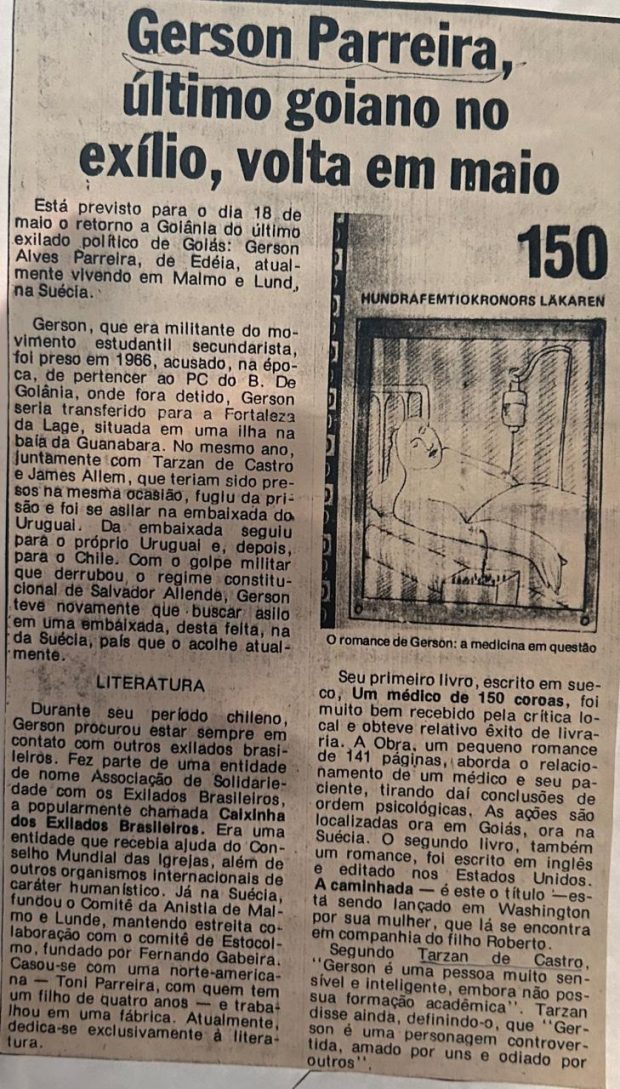 Gerson Parreira,
último goiano no
exílio, volta em maio
Está previsto para o dia 18 de
maio o retorno a Goiânia do último
exilado político de Goiás: Gerson
Alves Parreira, de Edéia, atual-
mente vivendo em Malmo e Lund,
na Suécia.
Gerson, que era militante do mo-
vimento estudantil secundarista,
foi preso em 1966, acusado, na épo-
ca, de pertencer ao PC do B. De
Goiânia, onde fora detido, Gerson
seria transferido para a Fortaleza
da Lage, situada em uma ilha na
baía da Guanabara. No mesmo ano,
juntamente com Tarzan de Castro
e James Allem, que teriam sido pre-
sos na mesma ocasião, fugiu da pri-
são e foi se asilar na embaixada do
Uruguai. Da embaixada seguiu
para o próprio Uruguai e, depois,
para o Chile. Com o golpe militar
que derrubou o regime constitu-
cional de Salvador Allende, Gerson
teve novamente que buscar asilo
em uma embaixada, desta feita, na
da Suécia, país que o acolhe atual-
mente.
LITERATURA
Durante seu período chileno,
Gerson procurou estar sempre em
contato com outros exilados brasi-
leiros. Fez parte de uma entidade
de nome Associação de Solidarie-
dade com os Exilados Brasileiros,
a popularmente chamada Caixinha
dos Exilados Brasileiros. Era uma
entidade que recebia ajuda do Con-
selho Mundial das Igrejas, além de
outros organismos internacionais de
caráter humanístico. Já na Suécia,
fundou o Comitê da Anistia de Mal-
mo e Lunde, mantendo estreita co-
laboração com o comitê de Estocol-
mo, fundado por Fernando Gabeira.
Casou-se com uma norte-america-
na — Toni Parreira, com quem tem
um filho de quatro anos — e traba-
lhou em uma fábrica. Atualmente,
dedica-se exclusivamente à litera-
tura.
150
HUNDRAFEMTIOKRONORS LÄKAREN
O romance de Gerson: a medicina em questão
Seu primeiro livro, escrito em sue-
co, Um médico de 150 coroas, foi
muito bem recebido pela crítica lo-
cal e obteve relativo êxito de livra-
ria. A Obra, um pequeno romance
de 141 páginas, aborda o relacio-
namento de um médico e seu pa-
ciente, tirando daí conclusões de
ordem psicológicas. As ações são
localizadas ora em Goiás, ora na
Suécia. O segundo livro, também
um romance, foi escrito em inglês
e editado nos Estados Unidos.
A caminhada — é este o título —es-
tá sendo lançado em Washington
por sua mulher, que lá se encontra
em companhia do filho Roberto.
Segundo Tarzan de Castro,
"Gerson é uma pessoa muito sen-
sível e inteligente, embora não pos-
sua formação acadêmica". Tarzan
disse ainda, definindo-o, que "Ger-
son é uma personagem controver-
tida, amado por uns e odiado por
outros".